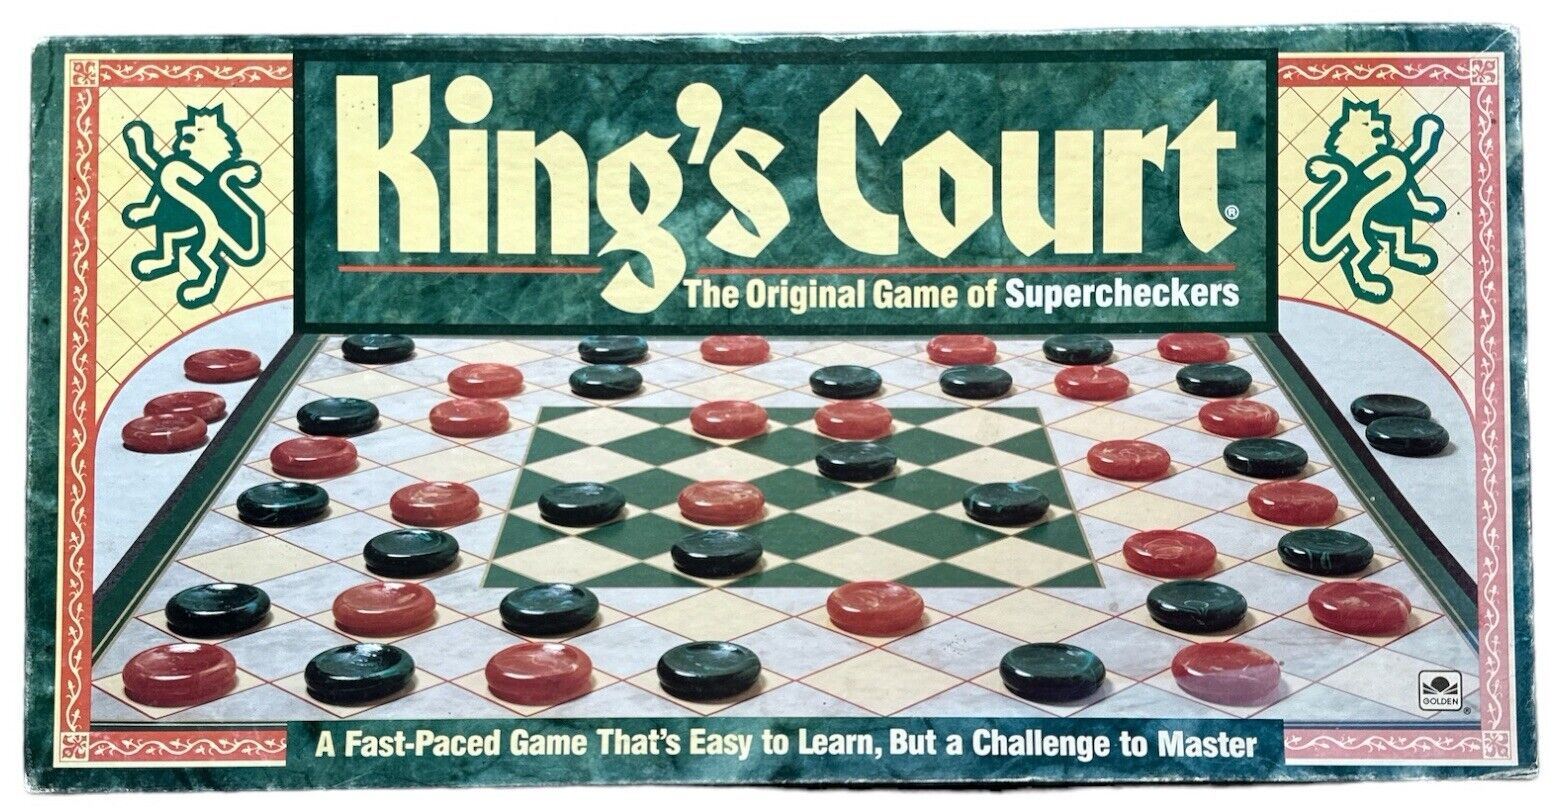 King's Court®
The Original Game of Supercheckers
GOLDEN®
A Fast-Paced Game That's Easy to Learn, But a Challenge to Master